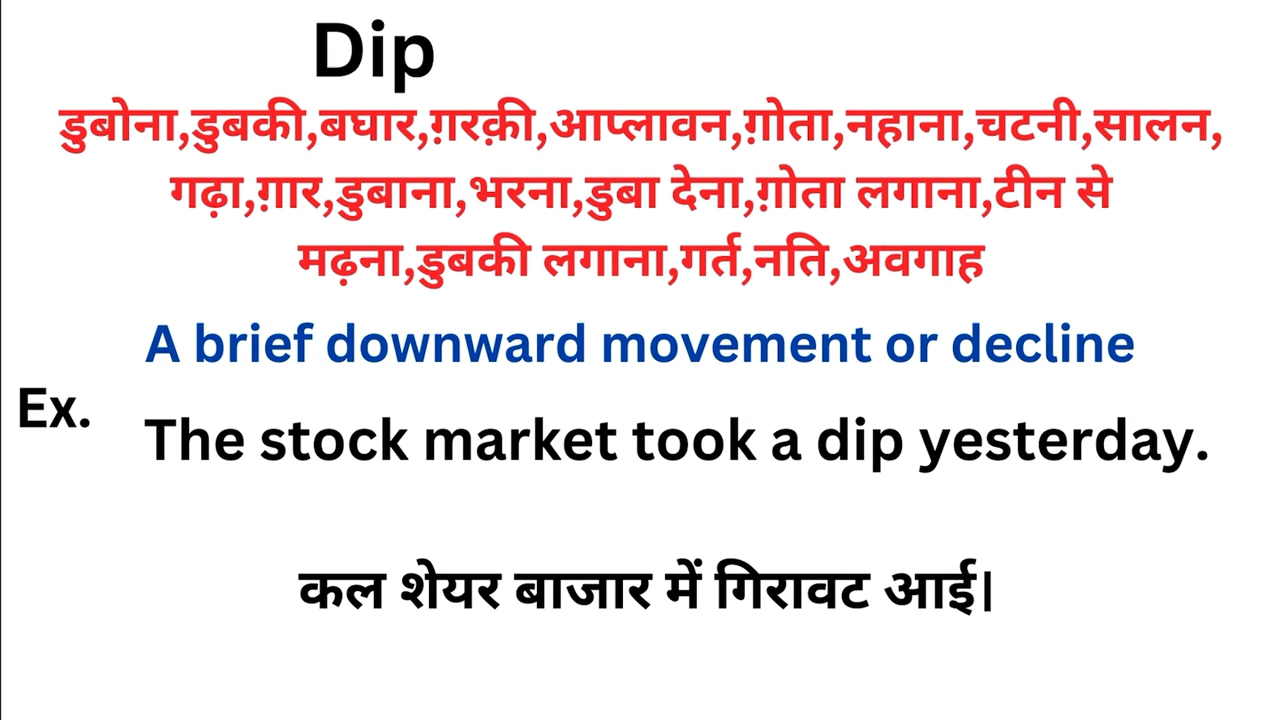 Dip
डुबोना,डुबकी,बघार,ग़रक़ी,आप्लावन,ग़ोता,नहाना,चटनी,सालन,
गढ़ा,ग़ार,डुबाना,भरना,डुबा देना,ग़ोता लगाना,टीन से
मढ़ना,डुबकी लगाना,गर्त,नति,अवगाह
A brief downward movement or decline
Ex.
The stock market took a dip yesterday.
कल शेयर बाजार में गिरावट आई।